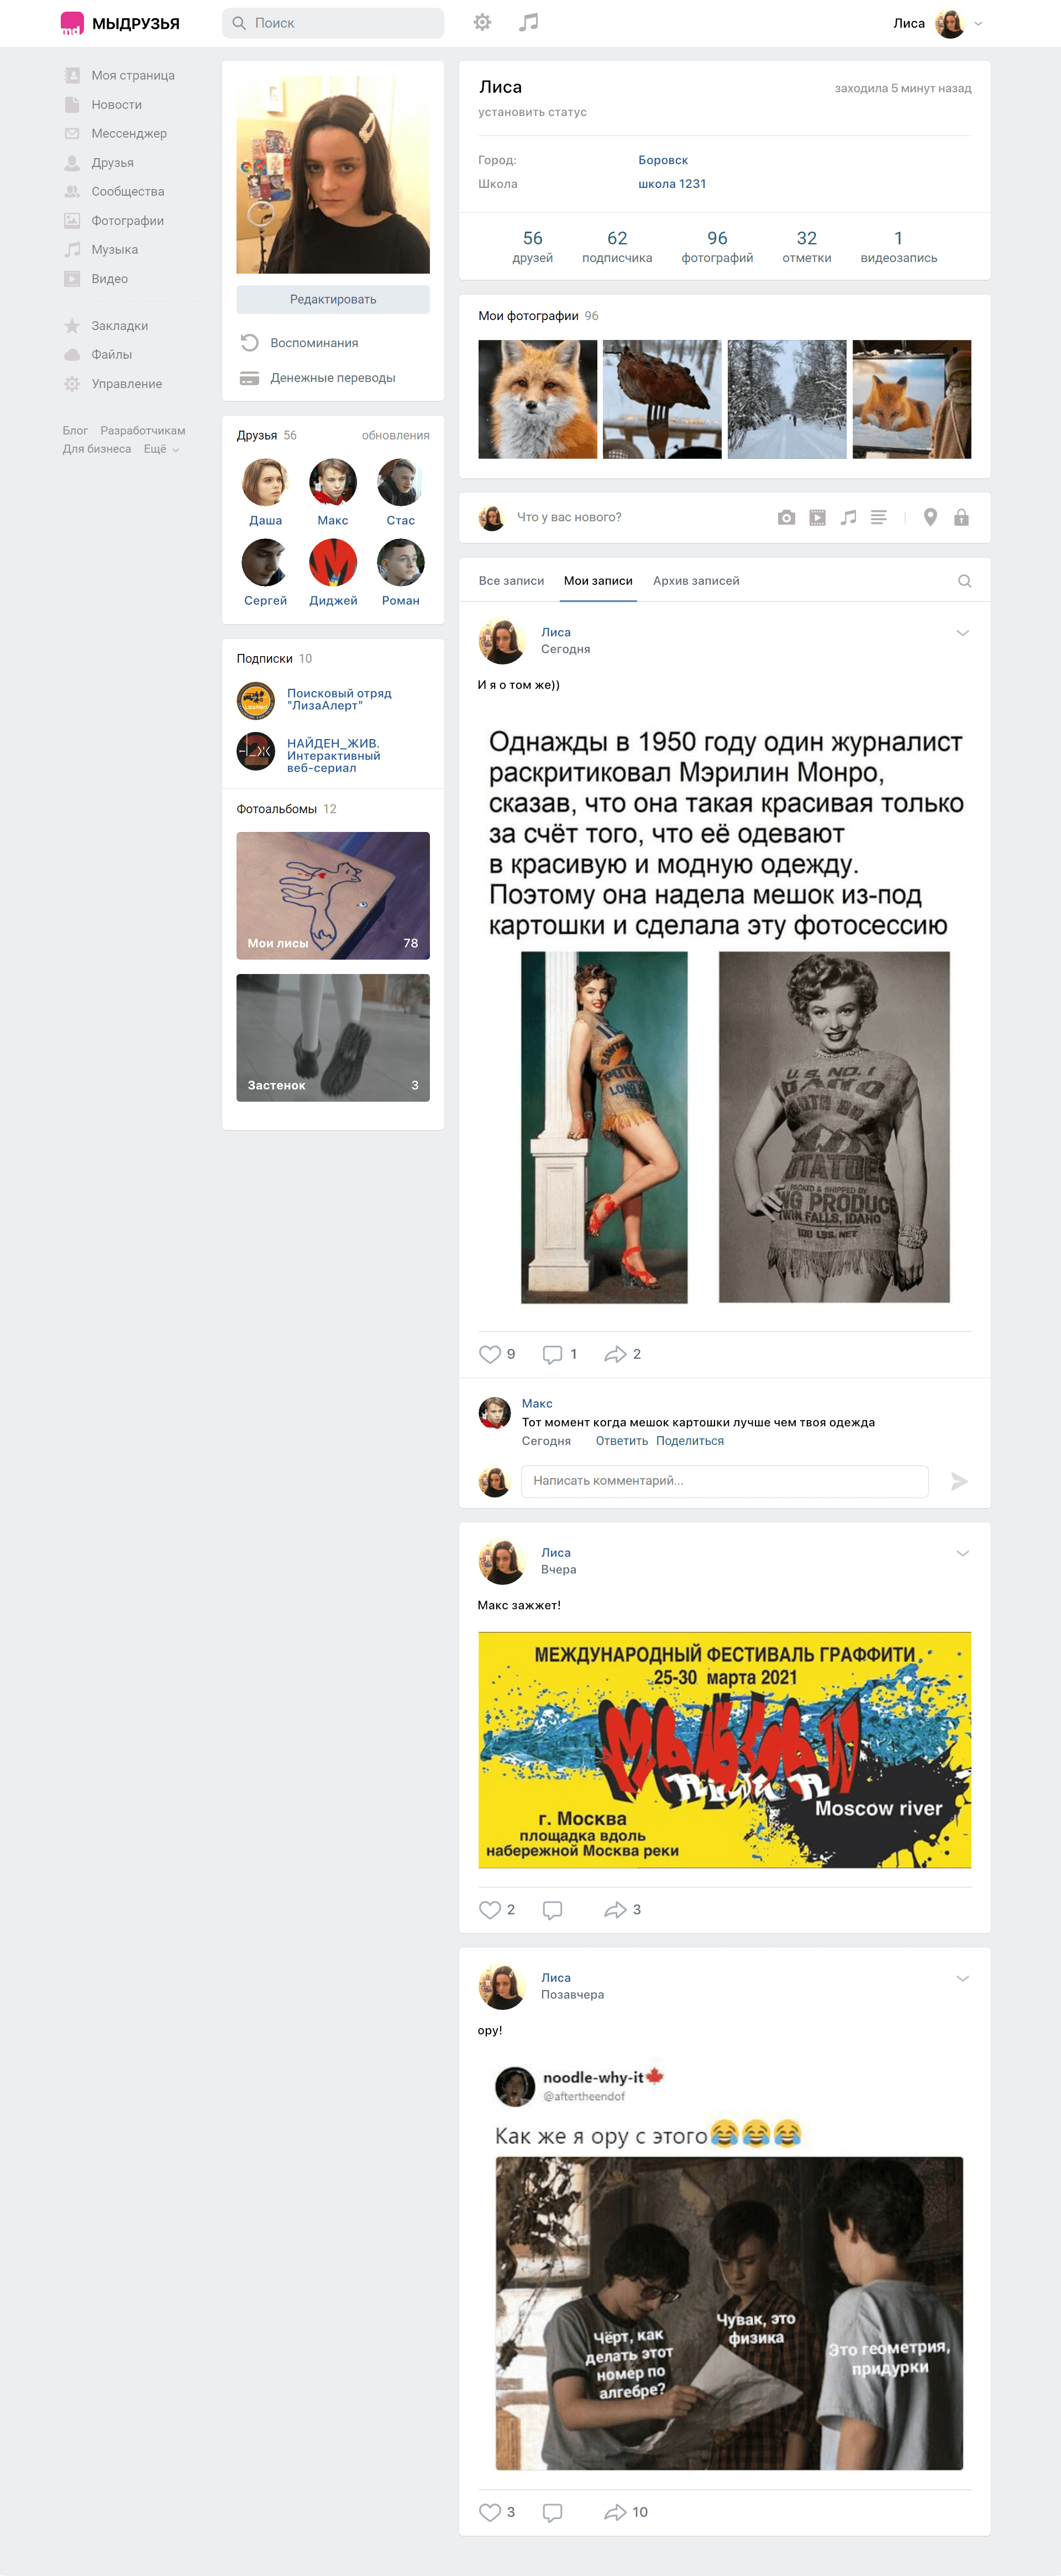 МЫДРУЗЬЯ
Поиск
Лиса
Моя страница
Новости
Мессенджер
Друзья
Сообщества
Фотографии
Музыка
Видео
Закладки
Файлы
Управление
Блог Разработчикам
Для бизнеса Ещё
Редактировать
Воспоминания
Денежные переводы
Друзья 56 обновления
Даша Макс Стас
Сергей Диджей Роман
Подписки 10
Поисковый отряд
"ЛизаАлерт"
НАЙДЕН_ЖИВ.
Интерактивный
веб-сериал
Фотоальбомы 12
Мои лисы 78
Застенок 3
Лиса заходила 5 минут назад
установить статус
Город: Боровск
Школа школа 1231
56 62 96 32 1
друзей подписчика фотографий отметки видеозапись
Мои фотографии 96
Что у вас нового?
Все записи Мои записи Архив записей
Лиса
Сегодня
И я о том же))
Однажды в 1950 году один журналист
раскритиковал Мэрилин Монро,
сказав, что она такая красивая только
за счёт того, что её одевают
в красивую и модную одежду.
Поэтому она надела мешок из-под
картошки и сделала эту фотосессию
U.S. NO. 1
PACKED & SHIPPED BY
PRODUCE
TWIN FALLS, IDAHO
100 LBS. NET
9 1 2
Макс
Тот момент когда мешок картошки лучше чем твоя одежда
Сегодня Ответить Поделиться
Написать комментарий...
Лиса
Вчера
Макс зажжет!
МЕЖДУНАРОДНЫЙ ФЕСТИВАЛЬ ГРАФФИТИ
25-30 марта 2021
Moscow river
г. Москва
площадка вдоль
набережной Москва реки
2 3
Лиса
Позавчера
ору!
noodle-why-it🍁
@aftertheendof
Как же я ору с этого😂😂😂
Чёрт, как
делать этот
номер по
алгебре?
Чувак, это
физика
Это геометрия,
придурки
3 10